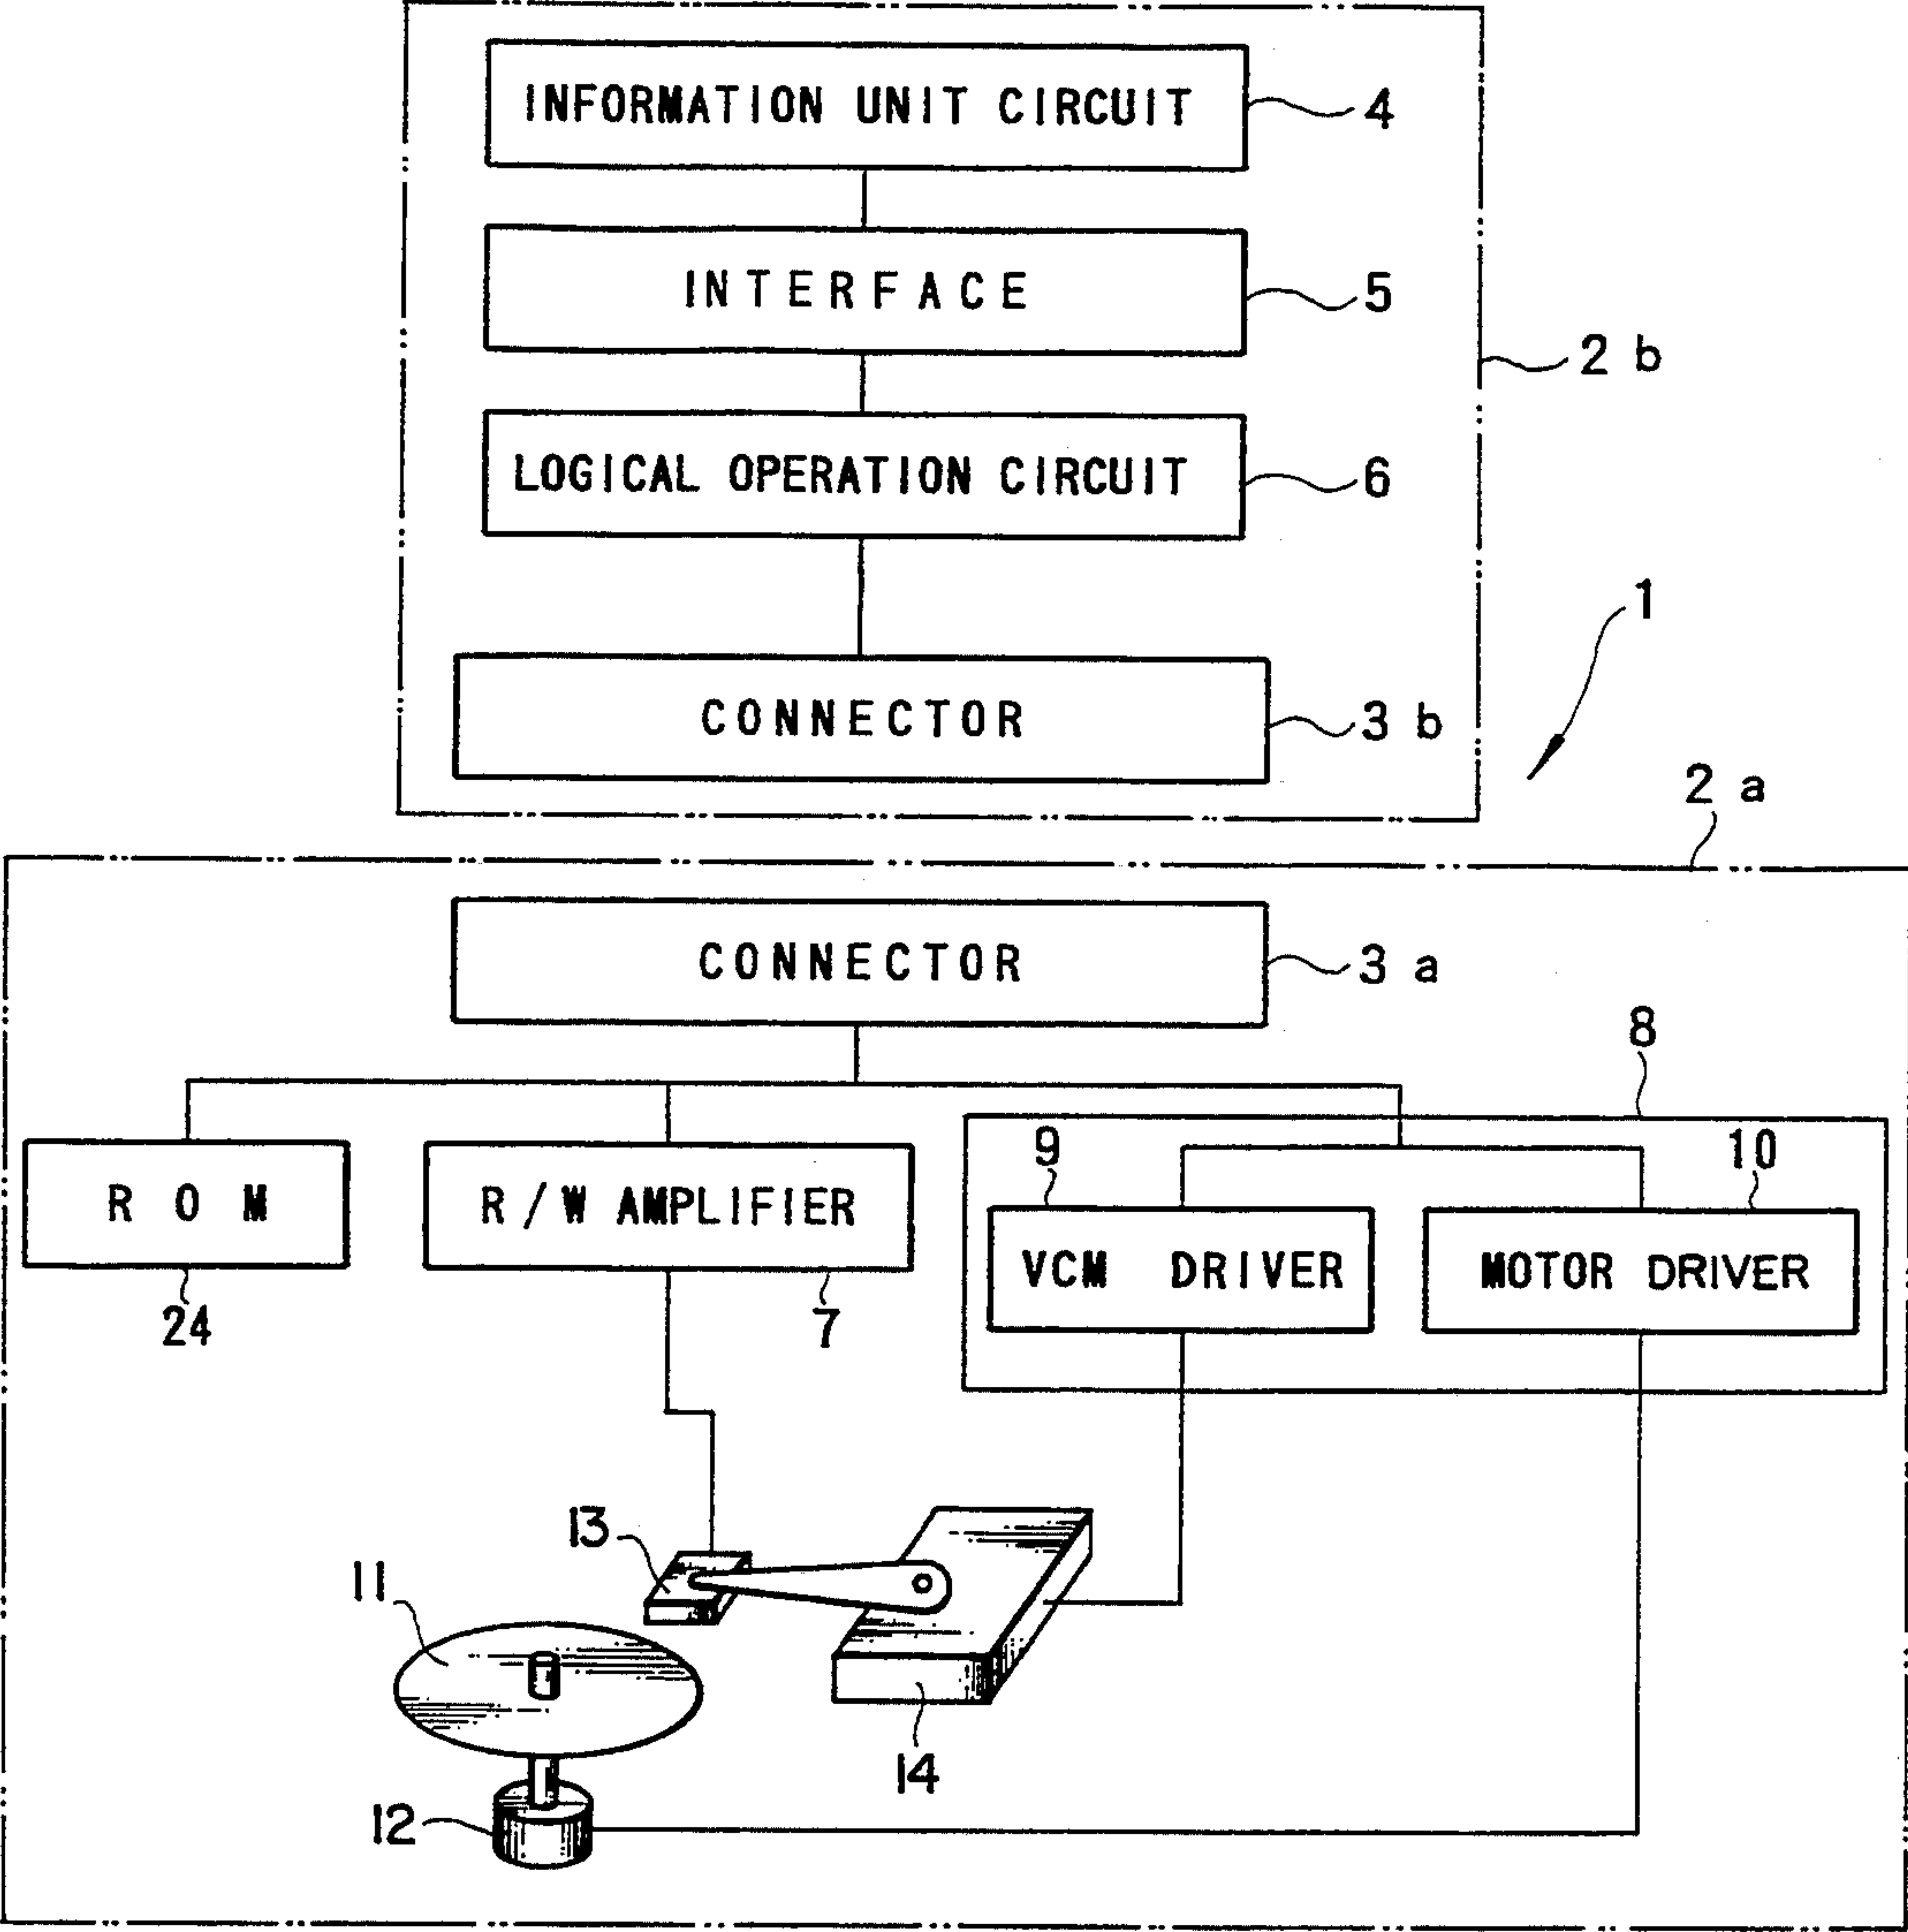 INFORMATION UNIT CIRCUIT
4
INTERFACE
5
2 b
LOGICAL OPERATION CIRCUIT
6
1
CONNECTOR
3 b
2 a
CONNECTOR
3 a
8
9
10
R O M
R/W AMPLIFIER
VCM DRIVER
MOTOR DRIVER
24
7
13
11
14
12